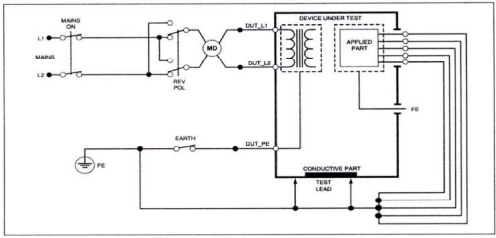 MAINS
ON
DEVICE UNDER TEST
L1
DUT_L1
MD
APPLIED
PART
MAINS
L2
DUT_L2
REV
POL
FE
EARTH
DUT_PE
PE
CONDUCTIVE PART
TEST
LEAD